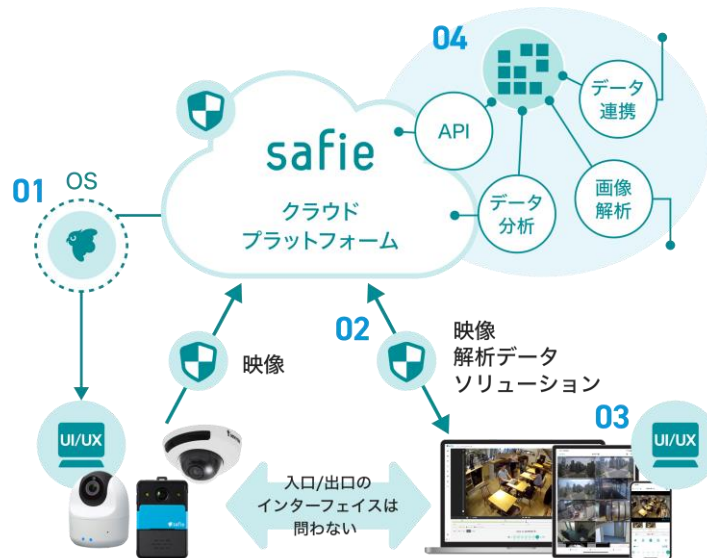 04
データ
連携
API
safie
クラウド
プラットフォーム
データ
分析
画像
解析
01
OS
02
映像
映像
解析データ
ソリューション
03
UI/UX
UI/UX
safie
入口/出口の
インターフェイスは
問わない